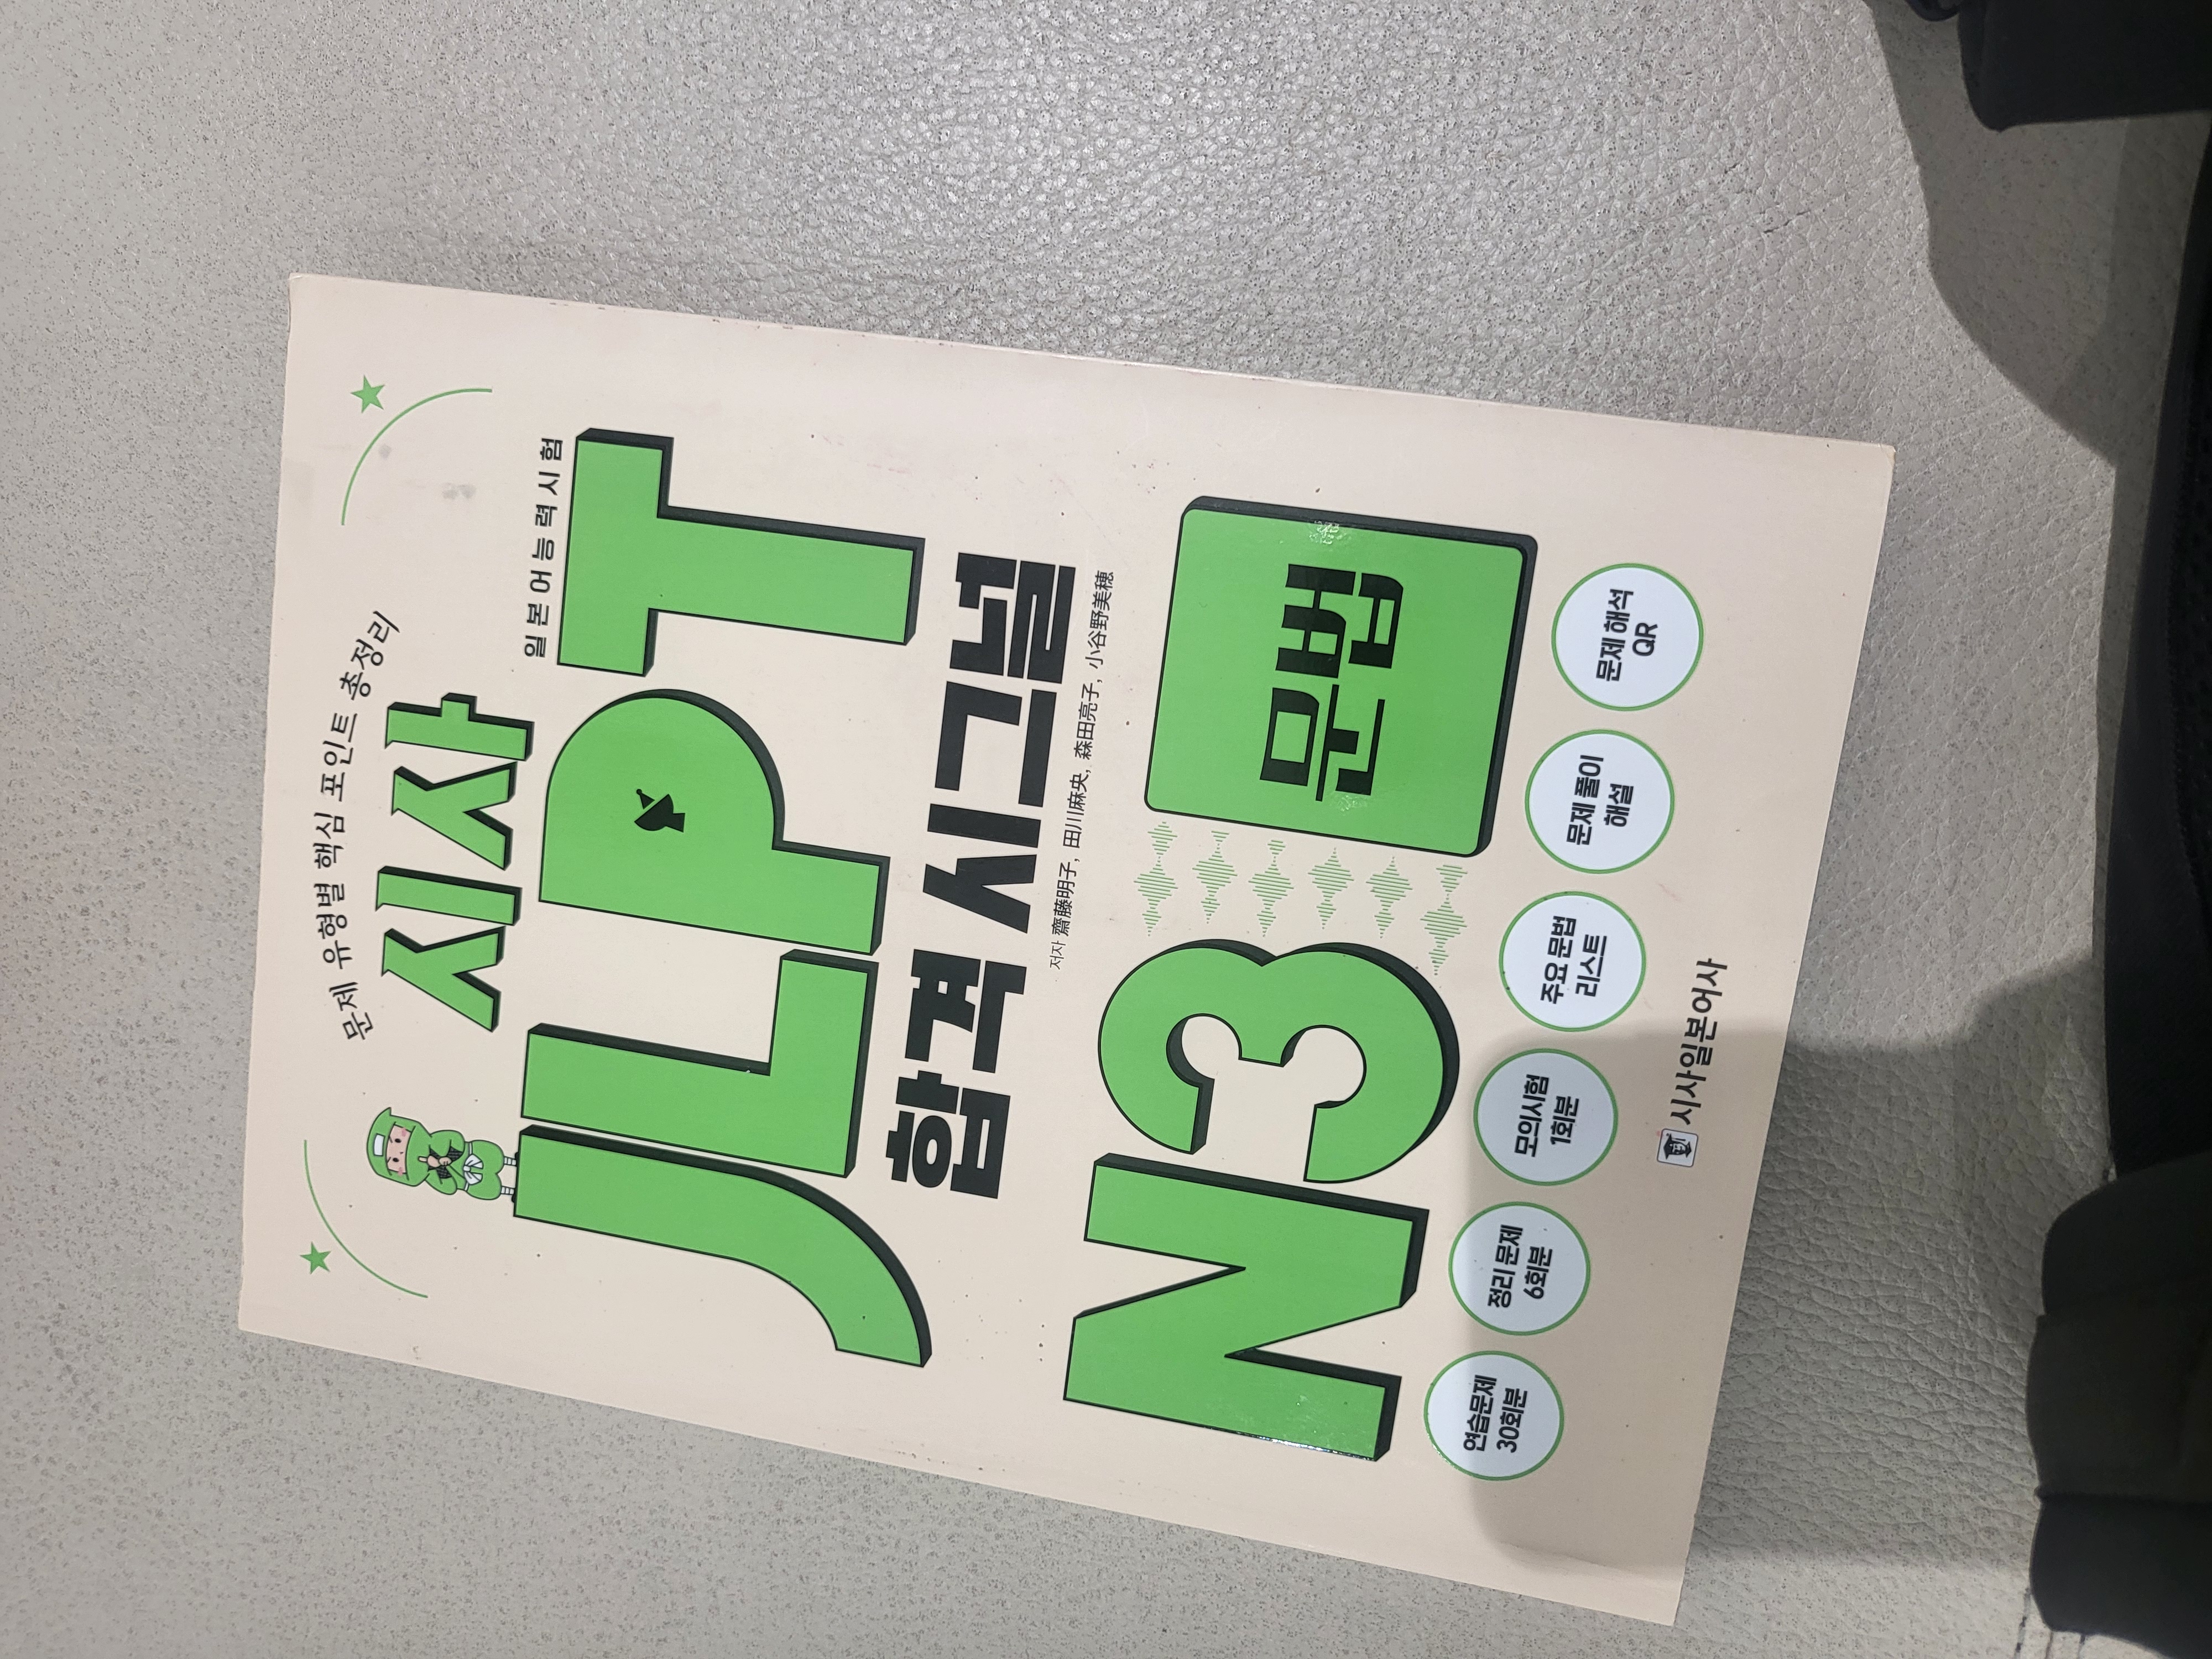 문제 유형별 핵심 포인트 총정리
시사
일본어능력시험
JLPT
합격 시그널
저자 齋藤明子, 田川麻央, 森田亮子, 小谷野美穂
N3 문법
연습문제
30회분
정리 문제
6회분
모의시험
1회분
주요 문법
리스트
문제 풀이
해설
문제 해석
QR
시사일본어사